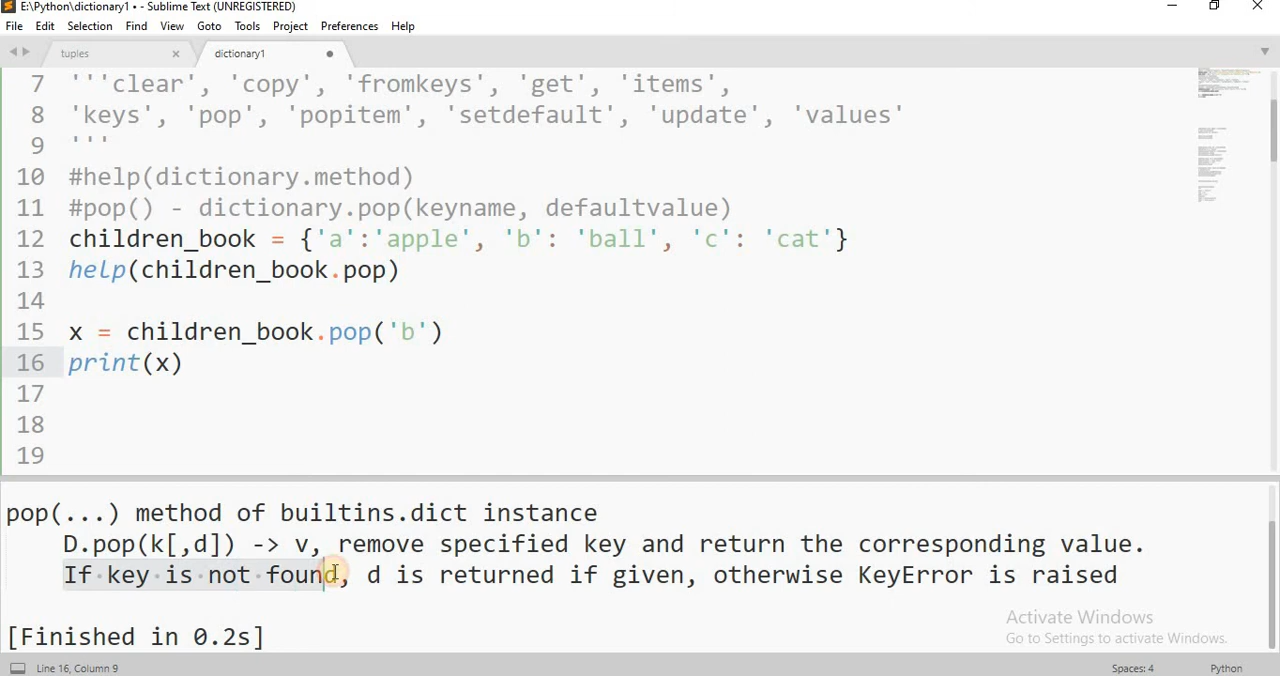 E:\Python\dictionary1 • - Sublime Text (UNREGISTERED)
File Edit Selection Find View Goto Tools Project Preferences Help
tuples dictionary1
7 '''clear', 'copy', 'fromkeys', 'get', 'items',
8 'keys', 'pop', 'popitem', 'setdefault', 'update', 'values'
9 '''
10 #help(dictionary.method)
11 #pop() - dictionary.pop(keyname, defaultvalue)
12 children_book = {'a':'apple', 'b': 'ball', 'c': 'cat'}
13 help(children_book.pop)
14
15 x = children_book.pop('b')
16 print(x)
17
18
19
pop(...) method of builtins.dict instance
D.pop(k[,d]) -> v, remove specified key and return the corresponding value.
If key is not found, d is returned if given, otherwise KeyError is raised
[Finished in 0.2s]
Activate Windows
Go to Settings to activate Windows.
Line 16, Column 9 Spaces: 4 Python